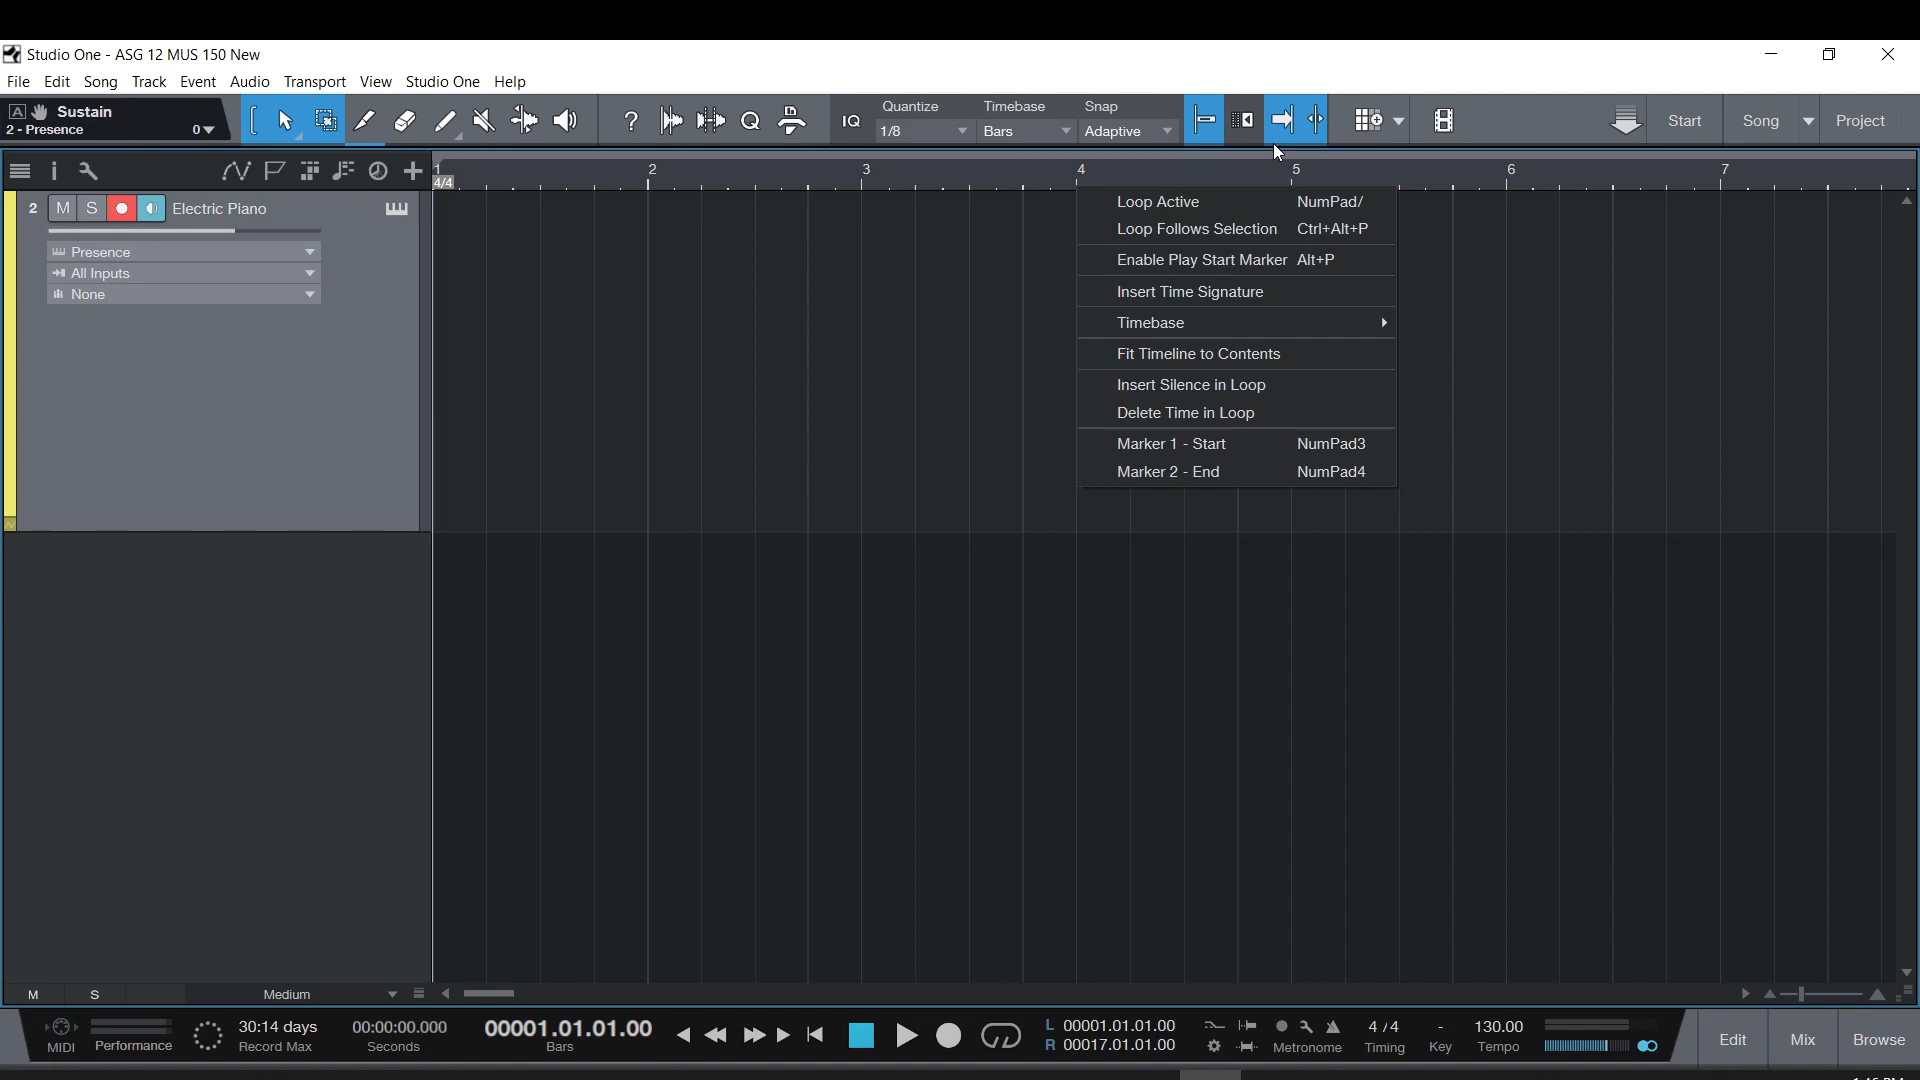 Studio One - ASG 12 MUS 150 New
File Edit Song Track Event Audio Transport View Studio One Help
A Sustain
2 - Presence 0
IQ
Quantize Timebase Snap
1/8 Bars Adaptive
Start Song Project
1 2 3 4 5 6 7
4/4
2 M S Electric Piano
Presence
All Inputs
None
Loop Active NumPad/
Loop Follows Selection Ctrl+Alt+P
Enable Play Start Marker Alt+P
Insert Time Signature
Timebase
Fit Timeline to Contents
Insert Silence in Loop
Delete Time in Loop
Marker 1 - Start NumPad3
Marker 2 - End NumPad4
M S Medium
MIDI Performance
30:14 days
Record Max
00:00:00.000
Seconds
00001.01.01.00
Bars
L 00001.01.01.00
R 00017.01.01.00
Metronome
4 / 4
Timing
-
Key
130.00
Tempo
Edit Mix Browse